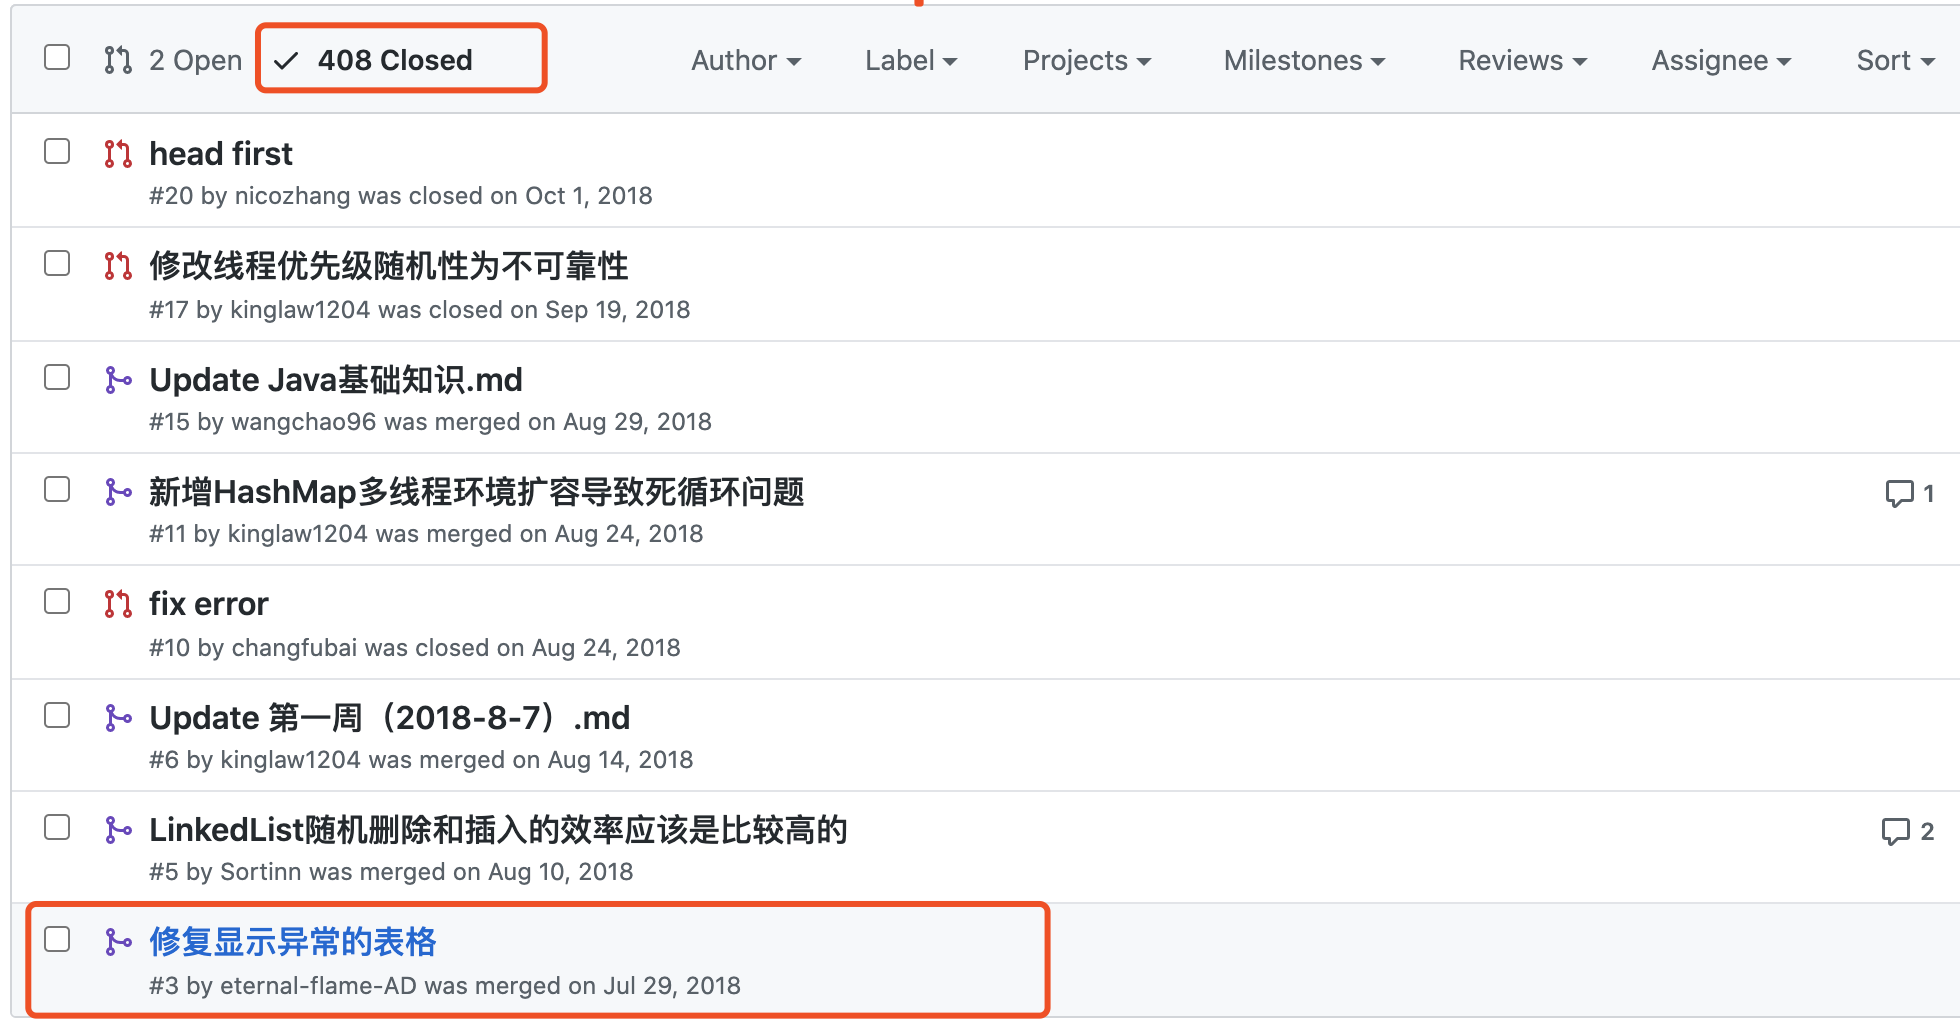 2 Open 408 Closed Author Label Projects Milestones Reviews Assignee Sort
head first
#20 by nicozhang was closed on Oct 1, 2018
修改线程优先级随机性为不可靠性
#17 by kinglaw1204 was closed on Sep 19, 2018
Update Java基础知识.md
#15 by wangchao96 was merged on Aug 29, 2018
新增HashMap多线程环境扩容导致死循环问题 1
#11 by kinglaw1204 was merged on Aug 24, 2018
fix error
#10 by changfubai was closed on Aug 24, 2018
Update 第一周（2018-8-7）.md
#6 by kinglaw1204 was merged on Aug 14, 2018
LinkedList随机删除和插入的效率应该是比较高的 2
#5 by Sortinn was merged on Aug 10, 2018
修复显示异常的表格
#3 by eternal-flame-AD was merged on Jul 29, 2018